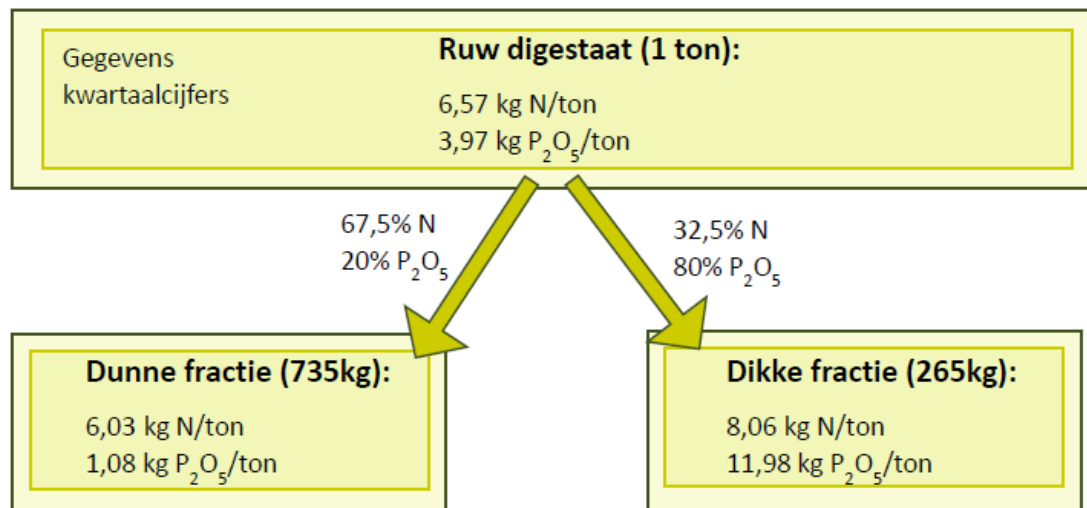 Gegevens
kwartaalcijfers
Ruw digestaat (1 ton):
6,57 kg N/ton
3,97 kg P₂O₅/ton
67,5% N
20% P₂O₅
32,5% N
80% P₂O₅
Dunne fractie (735kg):
6,03 kg N/ton
1,08 kg P₂O₅/ton
Dikke fractie (265kg):
8,06 kg N/ton
11,98 kg P₂O₅/ton